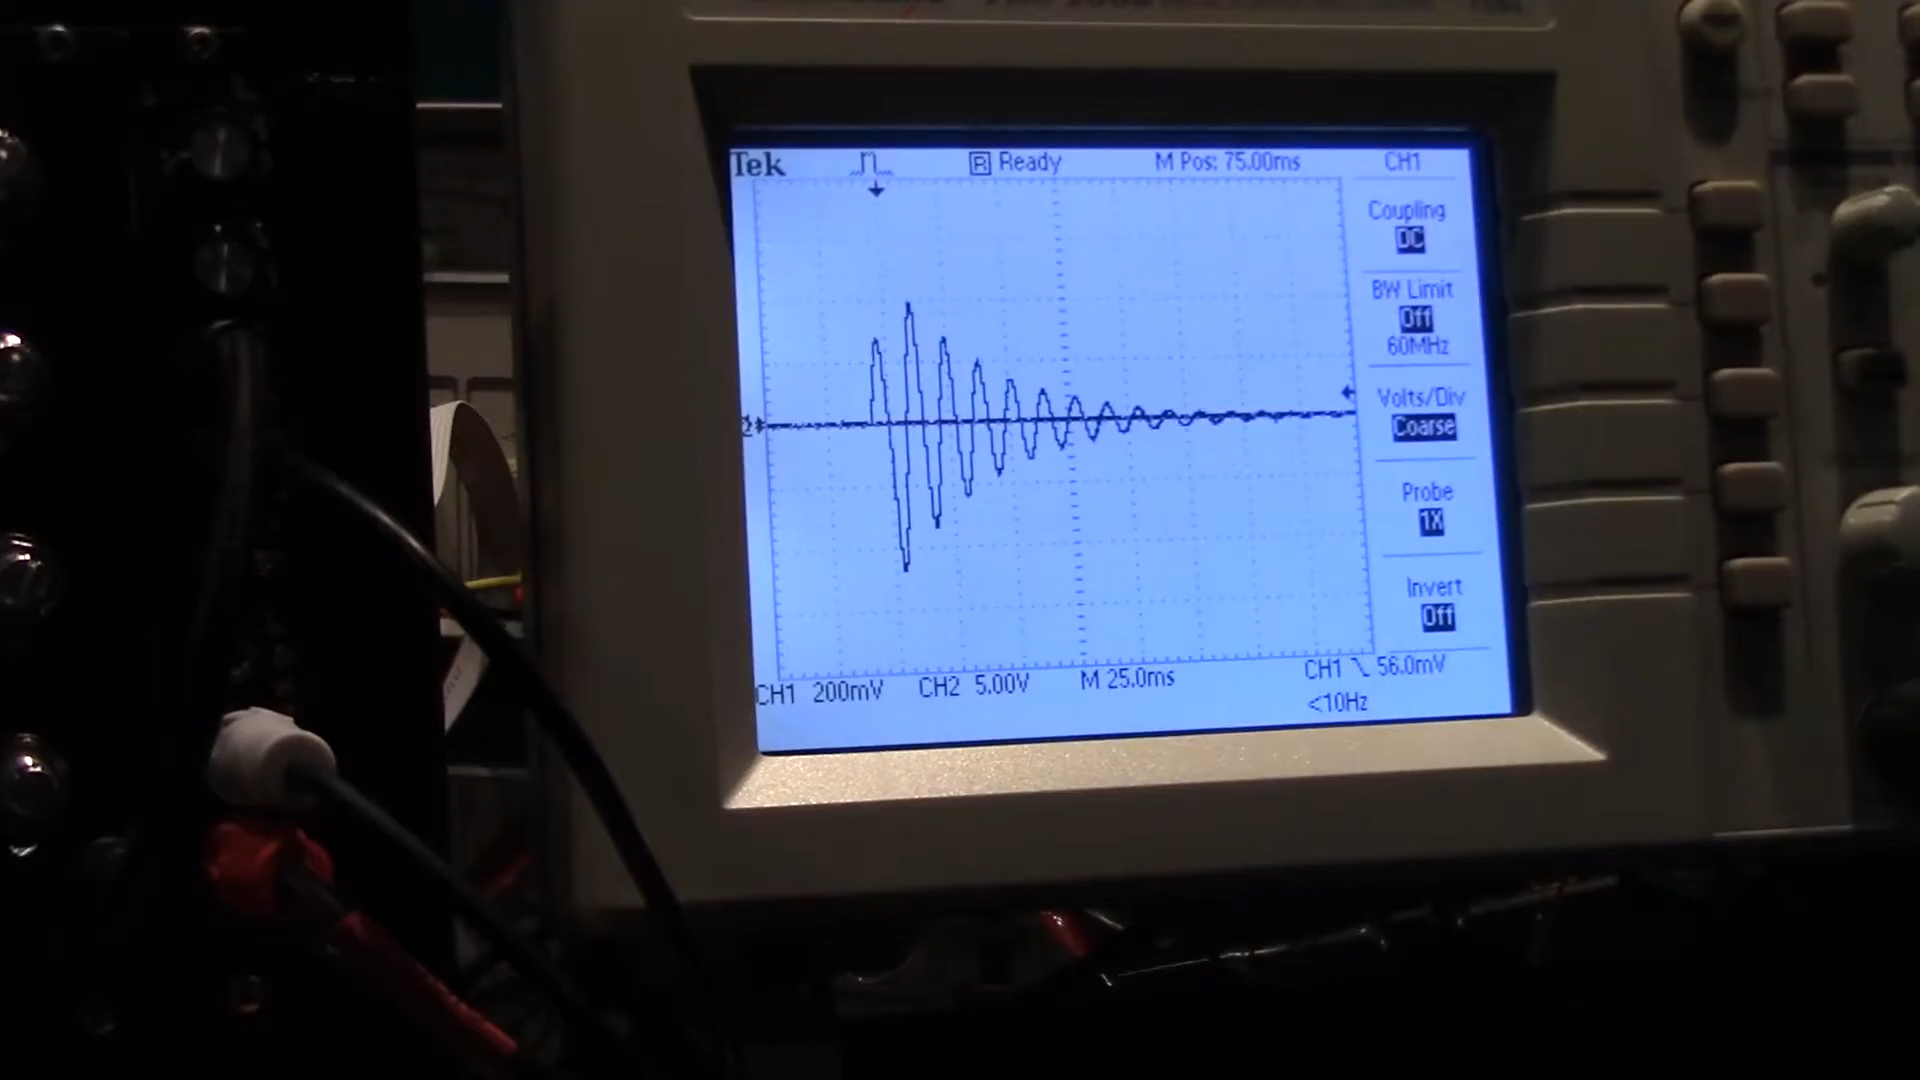 Tek R Ready M Pos: 75.00ms CH1
Coupling
DC
BW Limit
Off
60MHz
Volts/Div
Coarse
Probe
1X
Invert
Off
CH1 200mV CH2 5.00V M 25.0ms CH1 56.0mV
<10Hz